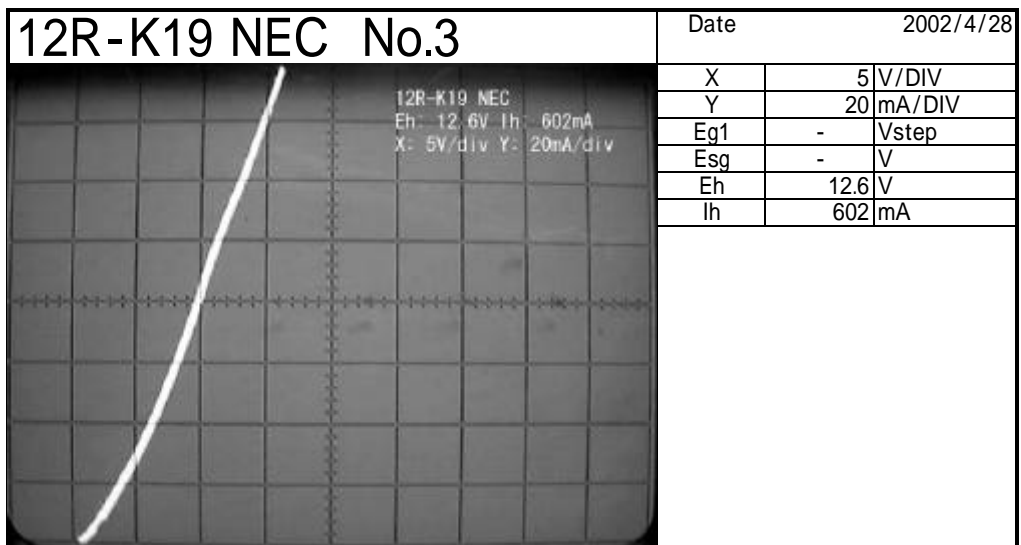 12R-K19 NEC No.3
Date 2002/4/28
X 5 V/DIV
Y 20 mA/DIV
Eg1 - Vstep
Esg - V
Eh 12.6 V
Ih 602 mA
12R-K19 NEC
Eh: 12.6V Ih: 602mA
X: 5V/div Y: 20mA/div